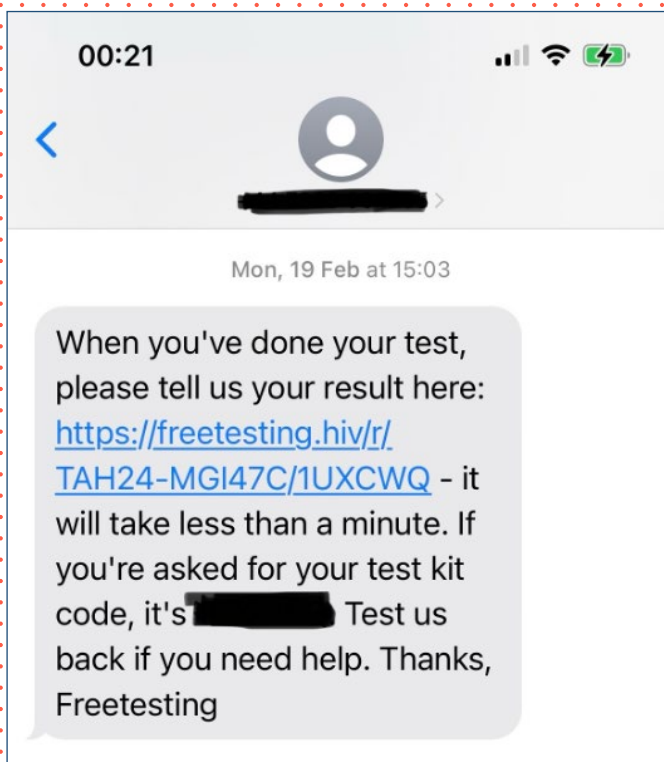 00:21
Mon, 19 Feb at 15:03
When you've done your test,
please tell us your result here:
https://freetesting.hiv/r/
TAH24-MGI47C/1UXCWQ - it
will take less than a minute. If
you're asked for your test kit
code, it's Test us
back if you need help. Thanks,
Freetesting